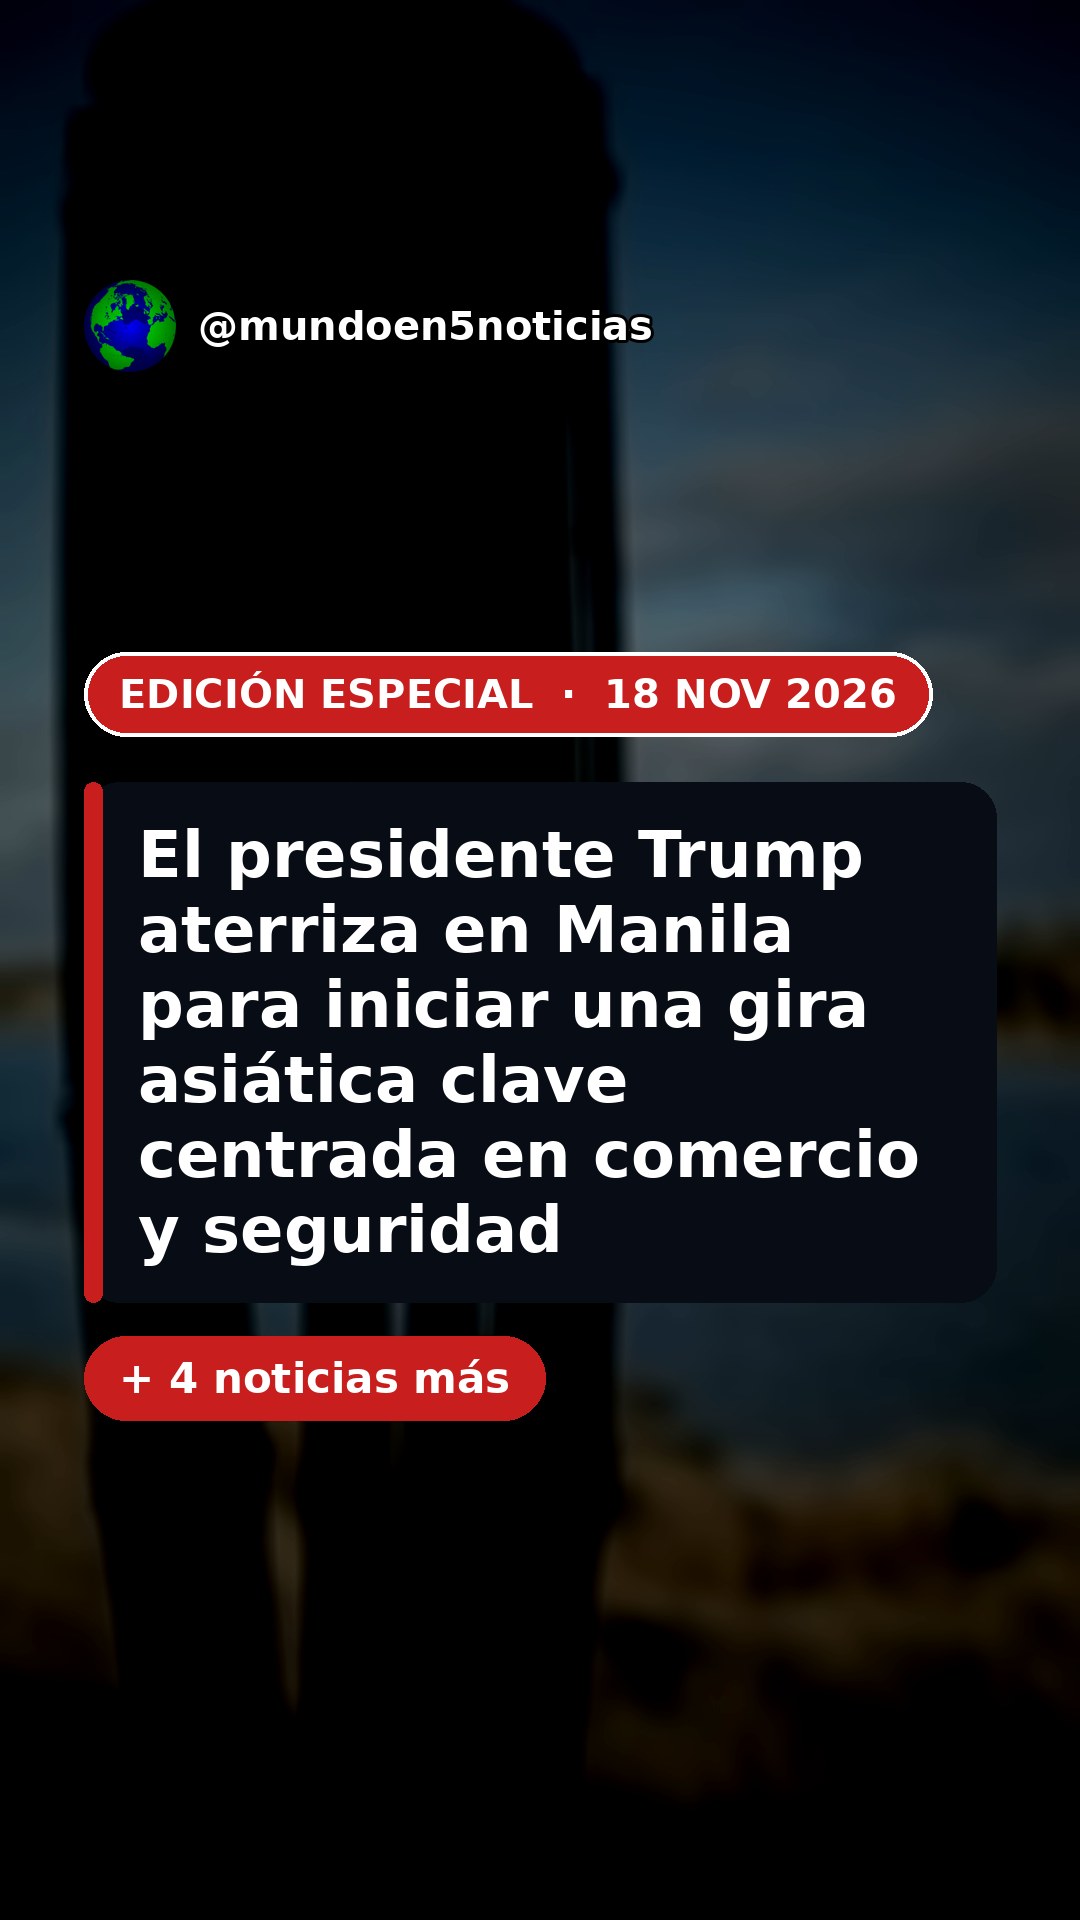 @mundoen5noticias
EDICIÓN ESPECIAL · 18 NOV 2026
El presidente Trump
aterriza en Manila
para iniciar una gira
asiática clave
centrada en comercio
y seguridad
+ 4 noticias más